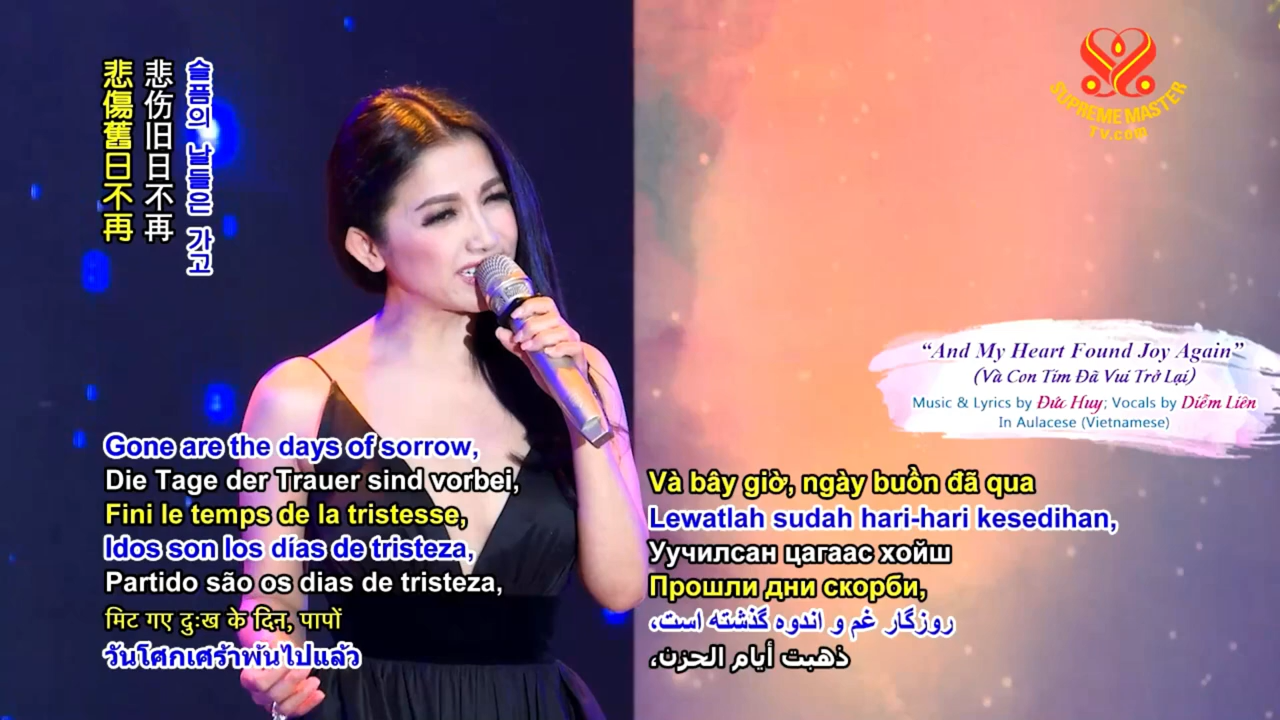 悲傷舊日不再
悲伤旧日不再
슬픔의 날들은 가고
SUPREME MASTER
TV.com
“And My Heart Found Joy Again”
(Và Con Tim Đã Vui Trở Lại)
Music & Lyrics by Đức Huy; Vocals by Diễm Liên
In Aulacese (Vietnamese)
Gone are the days of sorrow,
Die Tage der Trauer sind vorbei,
Fini le temps de la tristesse,
Idos son los días de tristeza,
Partido são os dias de tristeza,
मिट गए दुःख के दिन, पापों
วันโศกเศร้าพ้นไปแล้ว
Và bây giờ, ngày buồn đã qua
Lewatlah sudah hari-hari kesedihan,
Уучилсан цагаас хойш
Прошли дни скорби,
روزگار غم و اندوه گذشته است،
ذهبت أيام الحزن،